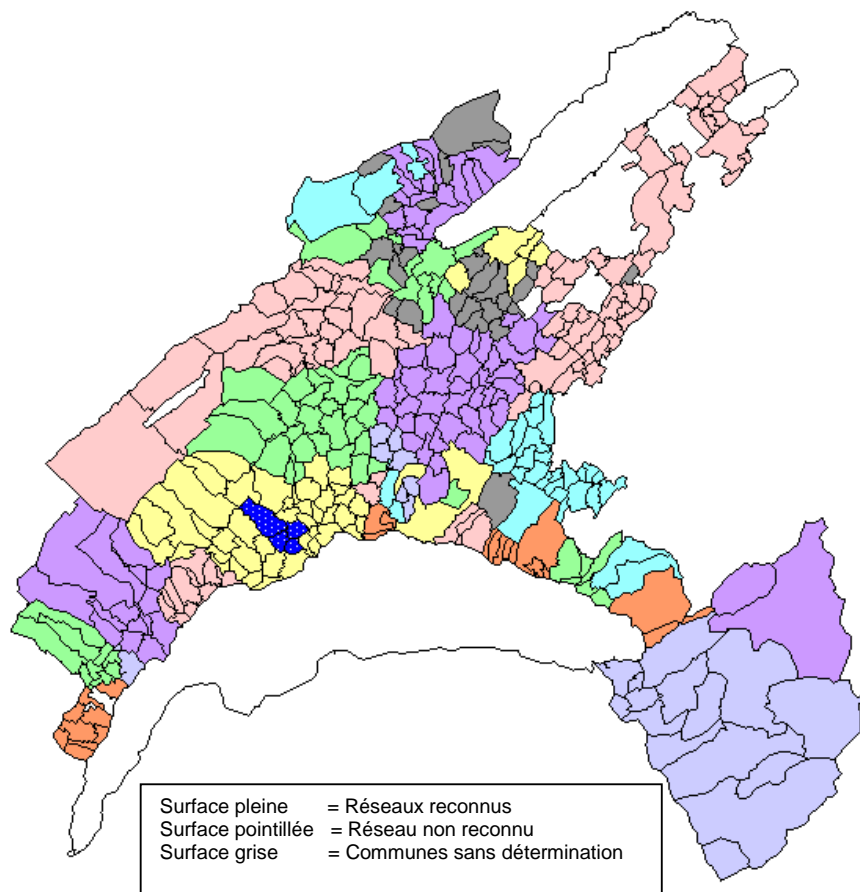 Surface pleine = Réseaux reconnus
Surface pointillée = Réseau non reconnu
Surface grise = Communes sans détermination